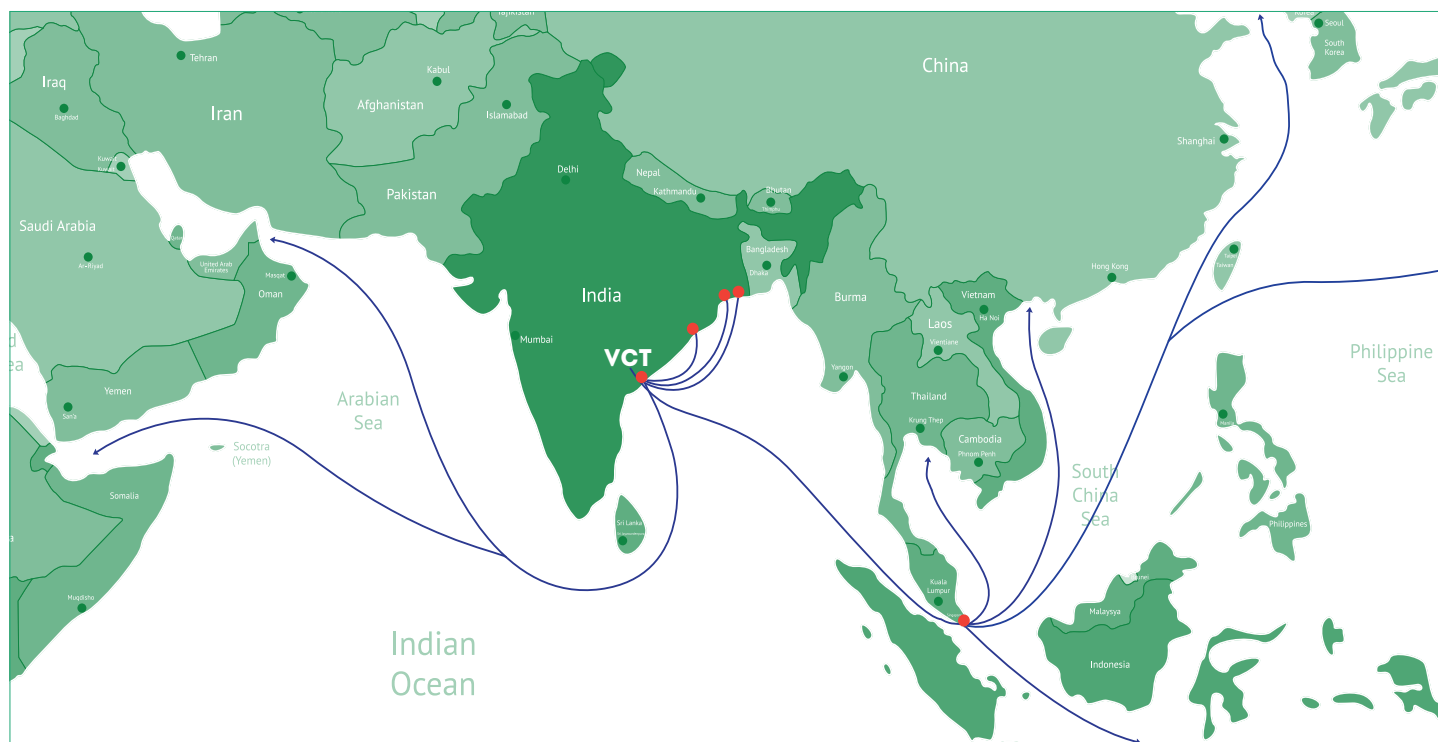 Tajikistan
Seoul
South
Korea
Tehran
Kabul
China
Iraq
Afghanistan
Baghdad
Iran
Islamabad
Shanghai
Kuwait
Delhi
Nepal
Kathmandu
Bhutan
Pakistan
Saudi Arabia
Bangladesh
Dhaka
Ar-Riyad
United Arab
Emirates
Masqat
Oman
Hong Kong
Taiwan
India
Burma
Vietnam
Ha Noi
Laos
Vientiane
Mumbai
VCT
d
ea
Philippine
Sea
Yangon
Yemen
Sana
Arabian
Sea
Thailand
Krung Thep
Cambodia
Phnom Penh
Manila
Socotra
(Yemen)
South
China
Sea
Somalia
Sri Lanka
Philippines
a
Muqdisho
Kuala
Lumpur
Malaysya
Indian
Ocean
Indonesia